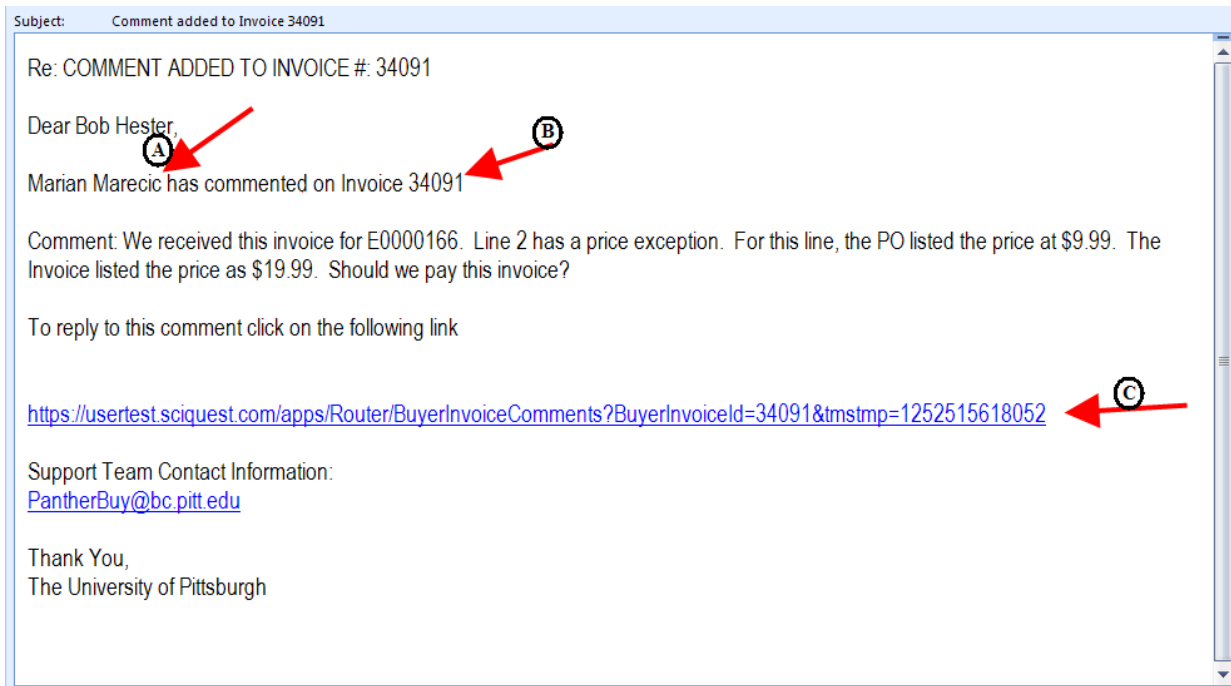 Subject: Comment added to Invoice 34091
Re: COMMENT ADDED TO INVOICE #: 34091
Dear Bob Hester,
A
B
Marian Marecic has commented on Invoice 34091
Comment: We received this invoice for E0000166.  Line 2 has a price exception.  For this line, the PO listed the price at $9.99.  The
Invoice listed the price as $19.99.  Should we pay this invoice?
To reply to this comment click on the following link
C
https://usertest.sciquest.com/apps/Router/BuyerInvoiceComments?BuyerInvoiceId=34091&tmstmp=1252515618052
Support Team Contact Information:
PantherBuy@bc.pitt.edu
Thank You,
The University of Pittsburgh